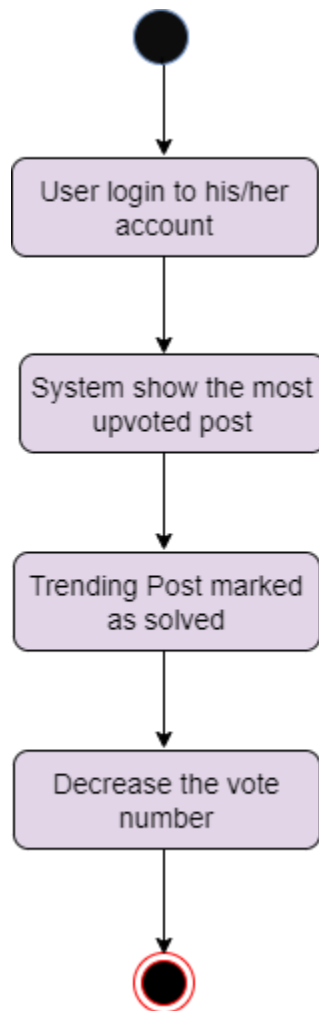 User login to his/her
account
System show the most
upvoted post
Trending Post marked
as solved
Decrease the vote
number